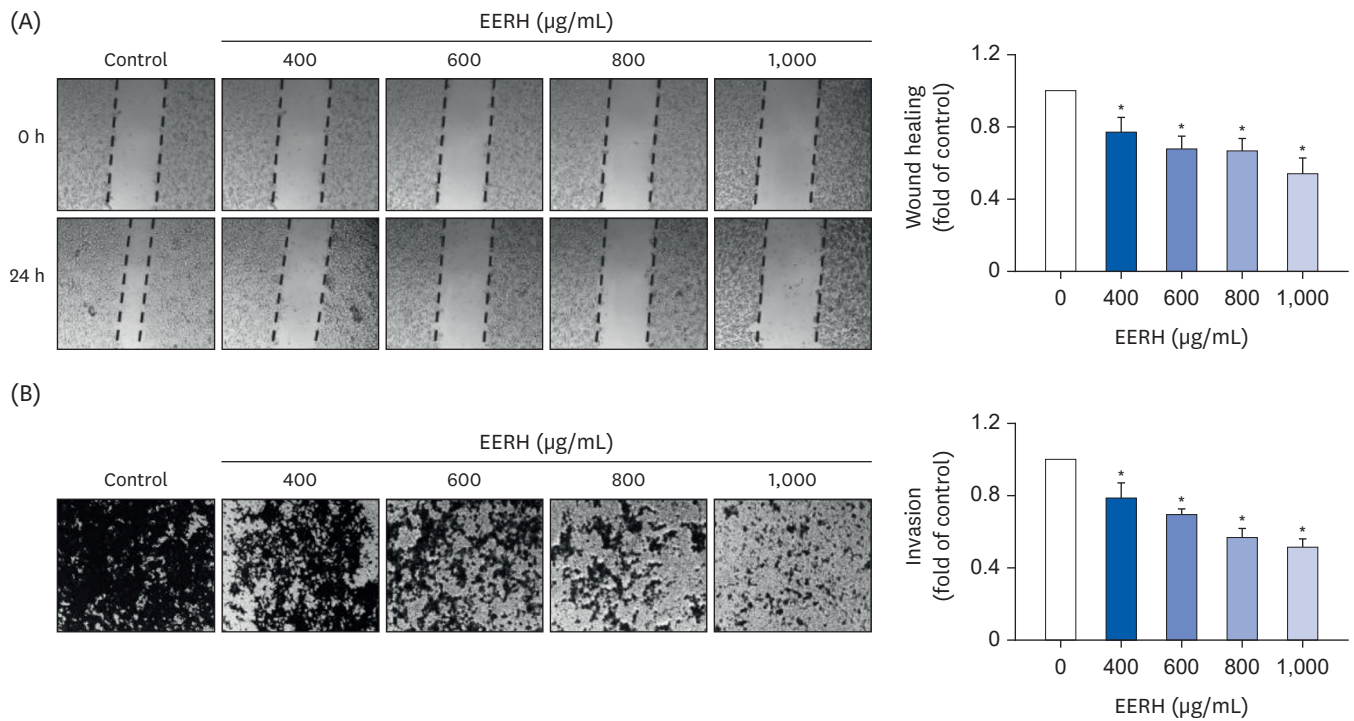 (A)
EERH (μg/mL)
Control 400 600 800 1,000
0 h
24 h
1.2
0.8
0.4
0
Wound healing
(fold of control)
* * * *
0 400 600 800 1,000
EERH (μg/mL)
(B)
EERH (μg/mL)
Control 400 600 800 1,000
1.2
0.8
0.4
0
Invasion
(fold of control)
* * * *
0 400 600 800 1,000
EERH (μg/mL)